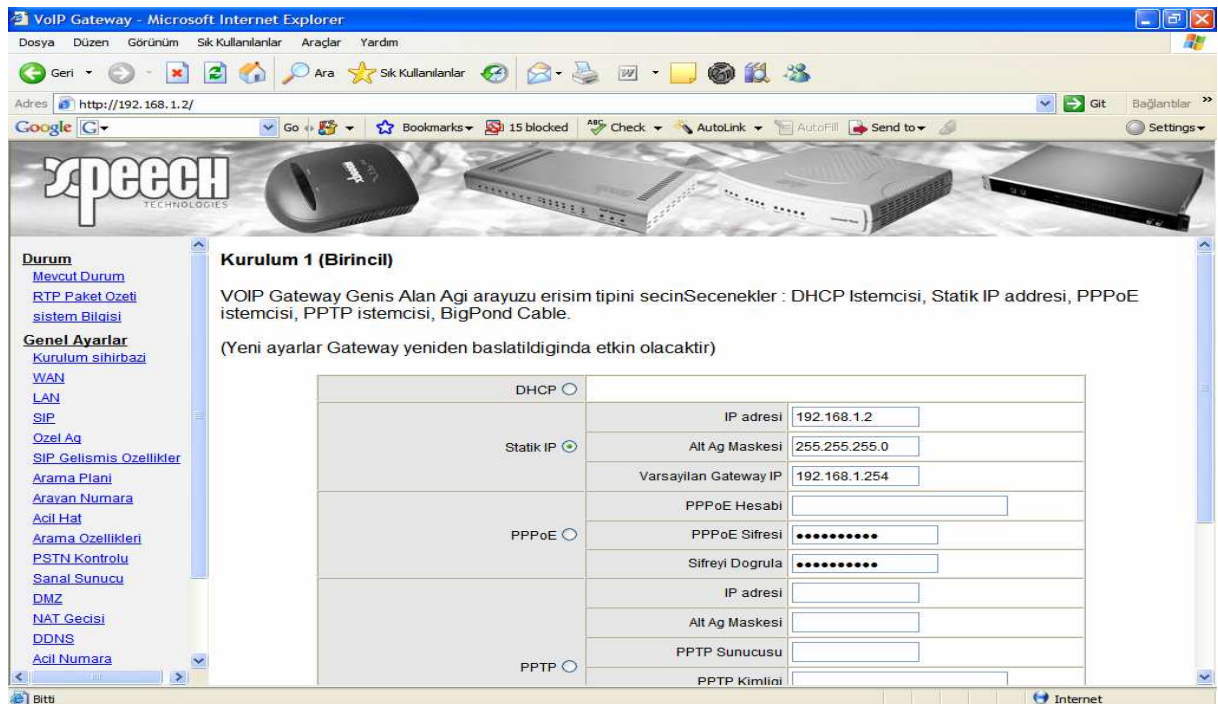 VoIP Gateway - Microsoft Internet Explorer
Dosya Düzen Görünüm Sık Kullanılanlar Araçlar Yardım
Geri Ara Sık Kullanılanlar
Adres http://192.168.1.2/ Git Bağlantılar »
Google G Go Bookmarks 15 blocked ABC Check AutoLink AutoFill Send to Settings
xpeech
TECHNOLOGIES
Durum
Mevcut Durum
RTP Paket Ozeti
sistem Bilgisi
Genel Ayarlar
Kurulum sihirbazi
WAN
LAN
SIP
Ozel Ag
SIP Gelismis Ozellikler
Arama Plani
Arayan Numara
Acil Hat
Arama Ozellikleri
PSTN Kontrolu
Sanal Sunucu
DMZ
NAT Gecisi
DDNS
Acil Numara
Kurulum 1 (Birincil)
VOIP Gateway Genis Alan Agi arayuzu erisim tipini secinSecenekler : DHCP Istemcisi, Statik IP addresi, PPPoE
istemcisi, PPTP istemcisi, BigPond Cable.
(Yeni ayarlar Gateway yeniden baslatildiginda etkin olacaktir)
DHCP
Statik IP
IP adresi 192.168.1.2
Alt Ag Maskesi 255.255.255.0
Varsayilan Gateway IP 192.168.1.254
PPPoE
PPPoE Hesabi
PPPoE Sifresi ••••••••••
Sifreyi Dogrula ••••••••••
PPTP
IP adresi
Alt Ag Maskesi
PPTP Sunucusu
PPTP Kimligi
Bitti Internet